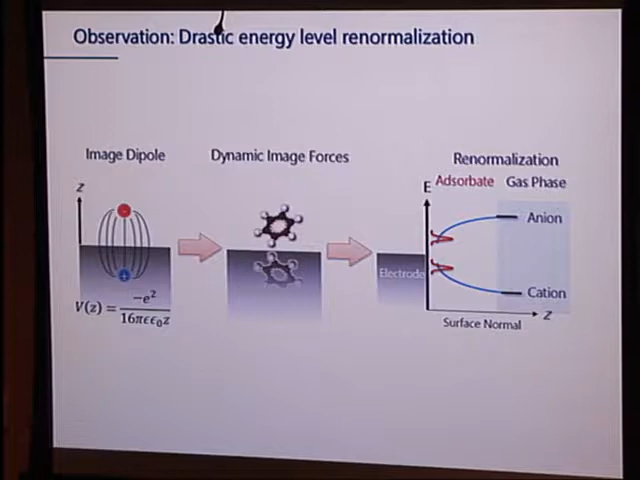 Observation: Drastic energy level renormalization
Image Dipole
Dynamic Image Forces
Renormalization
Adsorbate Gas Phase
z
E
Anion
Electrode
Cation
V(z) = −e² / 16πϵϵ₀z
z
Surface Normal